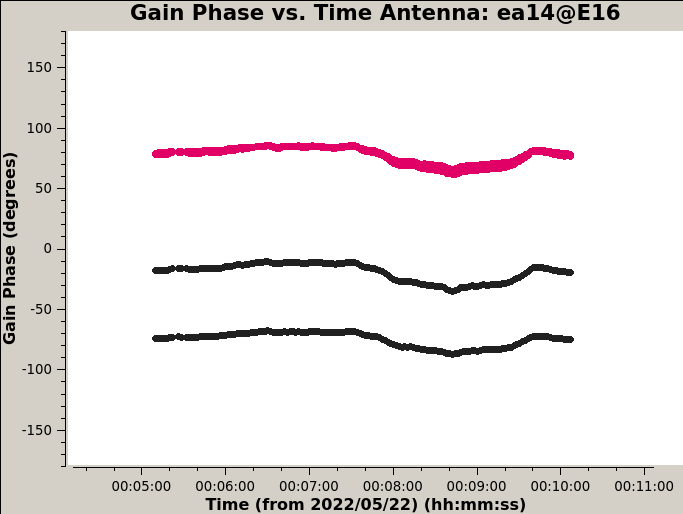 Gain Phase vs. Time Antenna: ea14@E16
150
100
50
0
-50
-100
-150
Gain Phase (degrees)
00:05:00 00:06:00 00:07:00 00:08:00 00:09:00 00:10:00 00:11:00
Time (from 2022/05/22) (hh:mm:ss)